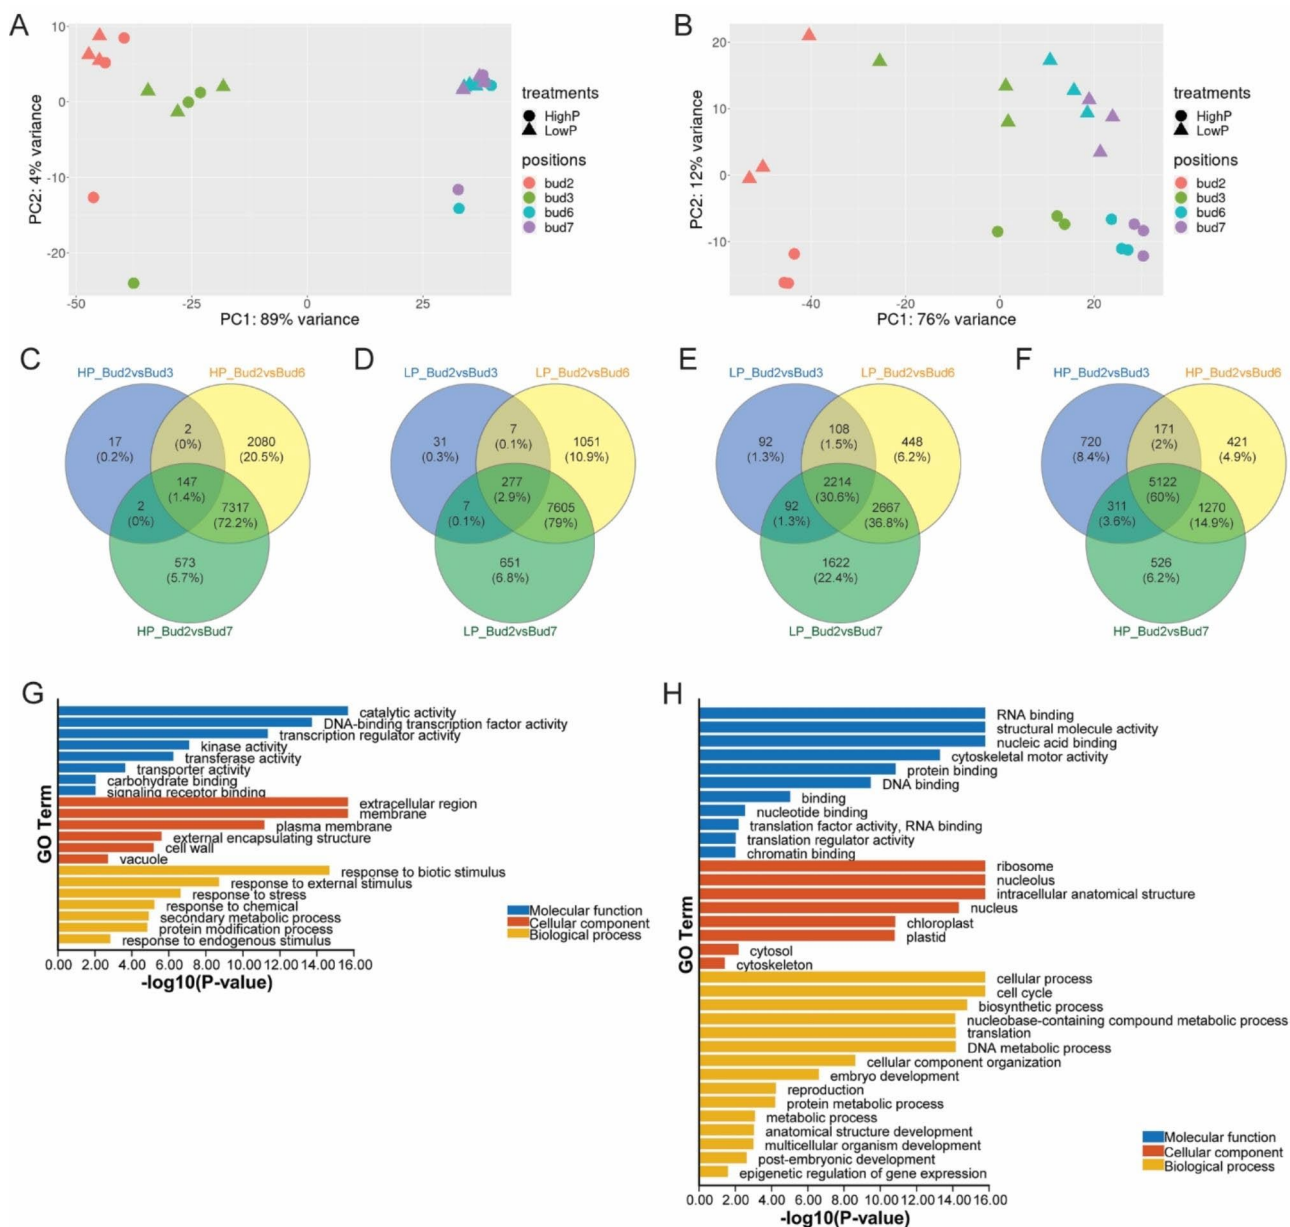 A
10
0
-10
-20
PC2: 4% variance
-50
-25
0
25
PC1: 89% variance
treatments
HighP
LowP
positions
bud2
bud3
bud6
bud7
B
20
10
0
-10
PC2: 12% variance
-40
-20
0
20
PC1: 76% variance
treatments
HighP
LowP
positions
bud2
bud3
bud6
bud7
C
HP_Bud2vsBud3
HP_Bud2vsBud6
17
(0.2%)
2
(0%)
2080
(20.5%)
147
(1.4%)
2
(0%)
7317
(72.2%)
573
(5.7%)
HP_Bud2vsBud7
D
LP_Bud2vsBud3
LP_Bud2vsBud6
31
(0.3%)
7
(0.1%)
1051
(10.9%)
277
(2.9%)
7
(0.1%)
7605
(79%)
651
(6.8%)
LP_Bud2vsBud7
E
LP_Bud2vsBud3
LP_Bud2vsBud6
92
(1.3%)
108
(1.5%)
448
(6.2%)
2214
(30.6%)
92
(1.3%)
2667
(36.8%)
1622
(22.4%)
LP_Bud2vsBud7
F
HP_Bud2vsBud3
HP_Bud2vsBud6
720
(8.4%)
171
(2%)
421
(4.9%)
5122
(60%)
311
(3.6%)
1270
(14.9%)
526
(6.2%)
HP_Bud2vsBud7
G
GO Term
catalytic activity
DNA-binding transcription factor activity
transcription regulator activity
kinase activity
transferase activity
transporter activity
carbohydrate binding
signaling receptor binding
extracellular region
membrane
plasma membrane
external encapsulating structure
cell wall
vacuole
response to biotic stimulus
response to external stimulus
response to stress
response to chemical
secondary metabolic process
protein modification process
response to endogenous stimulus
Molecular function
Cellular component
Biological process
0.00 2.00 4.00 6.00 8.00 10.00 12.00 14.00 16.00
-log10(P-value)
H
GO Term
RNA binding
structural molecule activity
nucleic acid binding
cytoskeletal motor activity
protein binding
DNA binding
binding
nucleotide binding
translation factor activity, RNA binding
translation regulator activity
chromatin binding
ribosome
nucleolus
intracellular anatomical structure
nucleus
chloroplast
plastid
cytosol
cytoskeleton
cellular process
cell cycle
biosynthetic process
nucleobase-containing compound metabolic process
translation
DNA metabolic process
cellular component organization
embryo development
reproduction
protein metabolic process
metabolic process
anatomical structure development
multicellular organism development
post-embryonic development
epigenetic regulation of gene expression
Molecular function
Cellular component
Biological process
0.00 2.00 4.00 6.00 8.00 10.00 12.00 14.00 16.00
-log10(P-value)